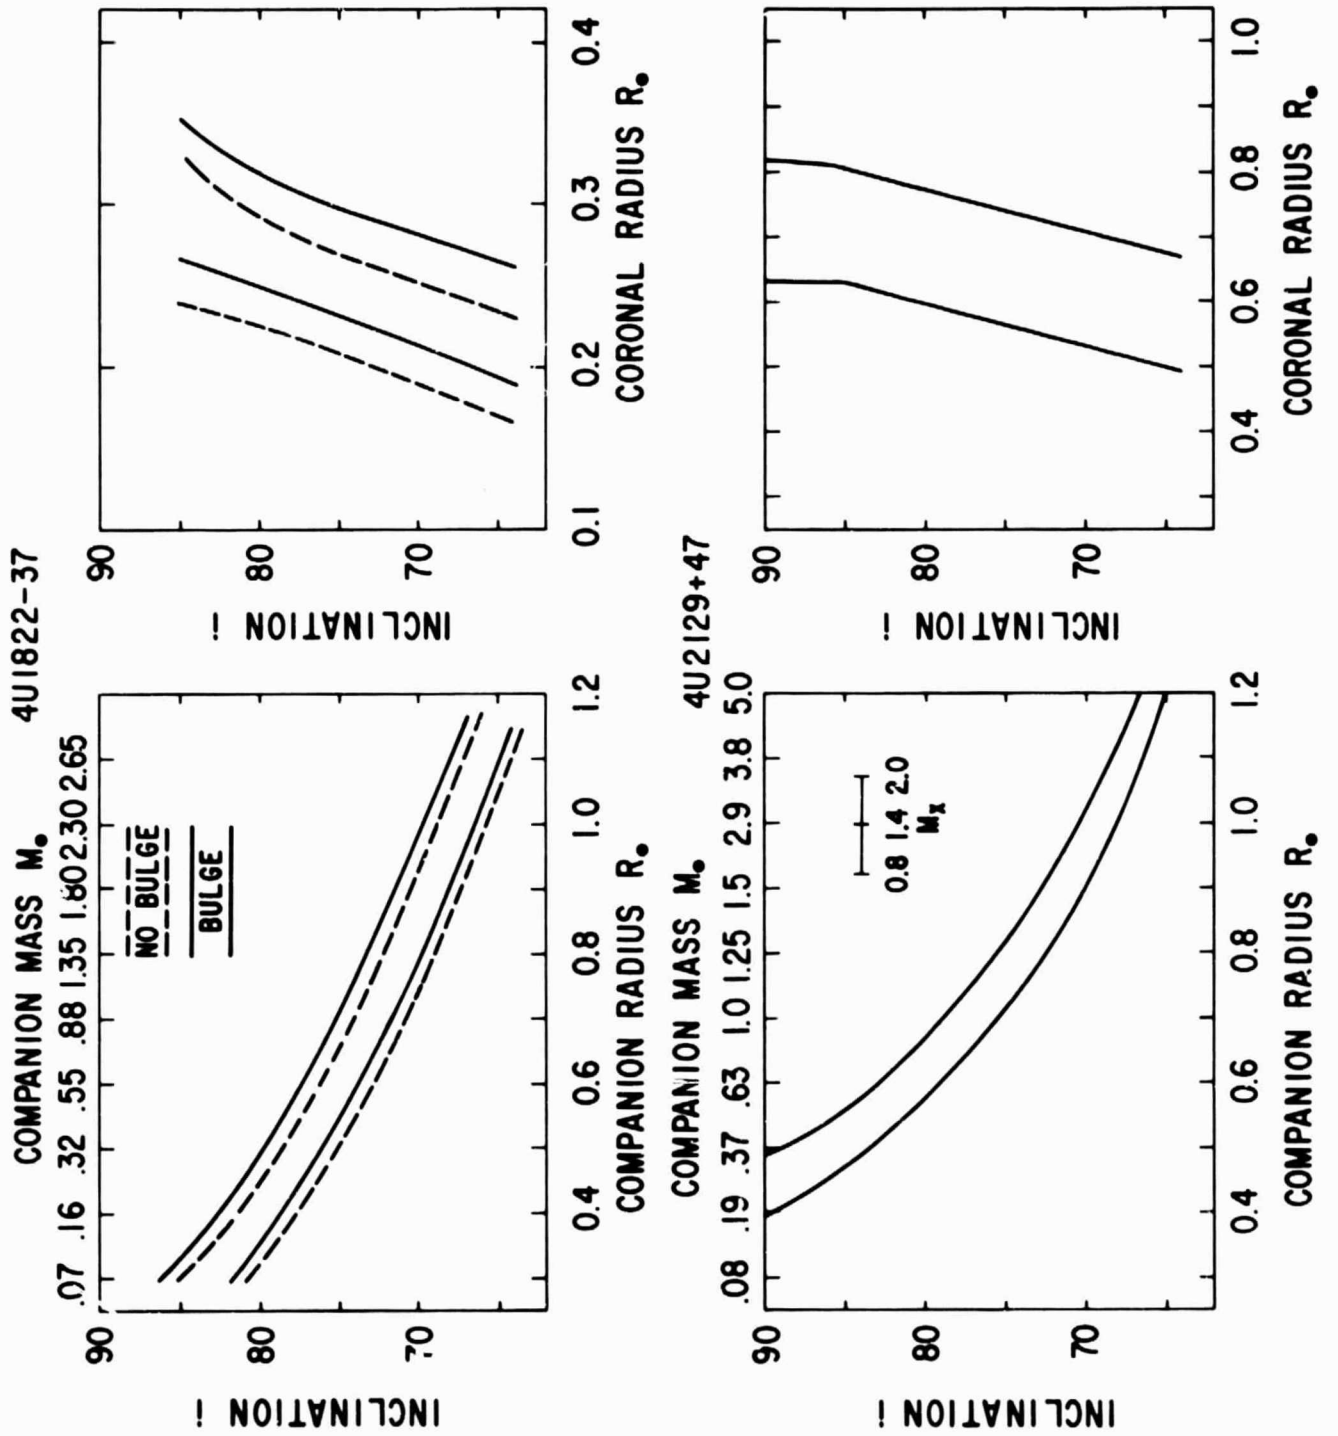 4U1822-37
COMPANION MASS M●
.07 .16 .32 .55 .88 1.35 1.80 2.30 2.65
NO BULGE
BULGE
90
80
70
INCLINATION i
0.4 0.6 0.8 1.0 1.2
COMPANION RADIUS R●
90
80
70
INCLINATION i
0.1 0.2 0.3 0.4
CORONAL RADIUS R●
4U2129+47
COMPANION MASS M●
.08 .19 .37 .63 1.0 1.25 1.5 2.9 3.8 5.0
0.8 1.4 2.0
Mx
90
80
70
INCLINATION i
0.4 0.6 0.8 1.0 1.2
COMPANION RADIUS R●
90
80
70
INCLINATION i
0.4 0.6 0.8 1.0
CORONAL RADIUS R●